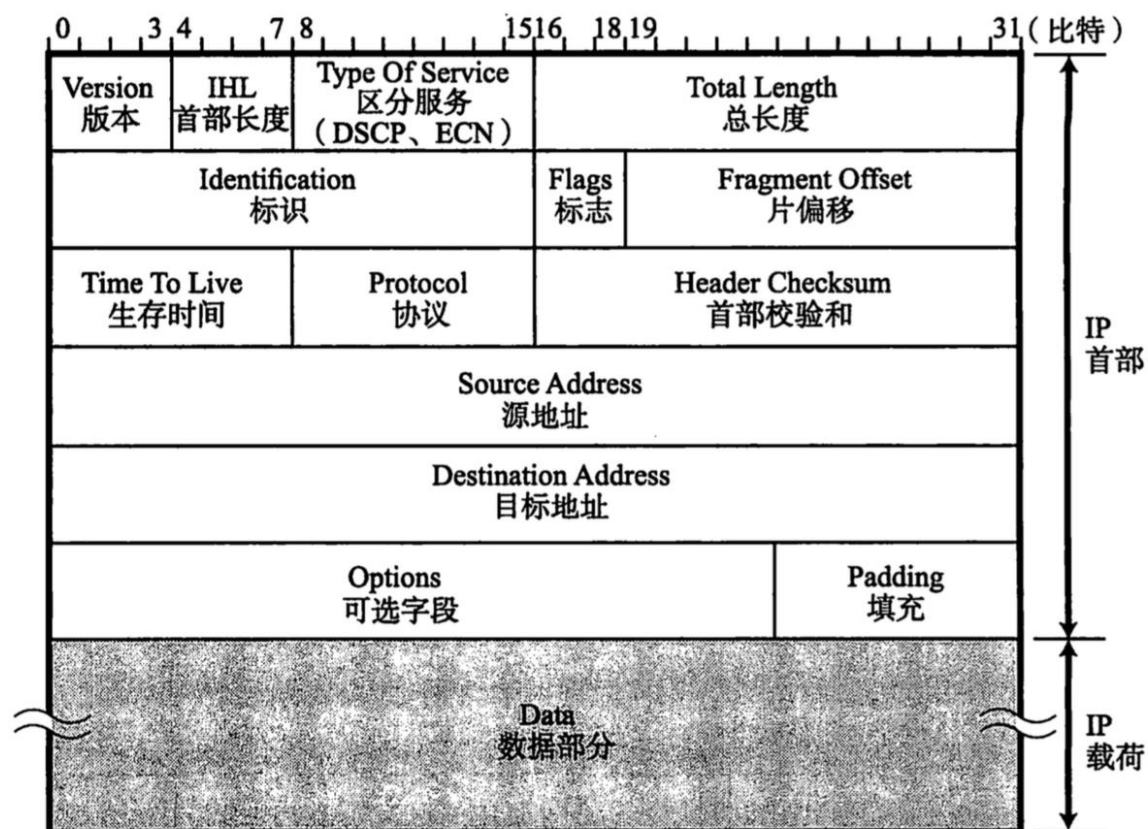 0 3 4 7 8 1516 1819 31(比特)
Version IHL Type Of Service Total Length
版本 首部长度 区分服务 总长度
(DSCP、ECN)
Identification Flags Fragment Offset
标识 标志 片偏移
Time To Live Protocol Header Checksum
生存时间 协议 首部校验和
IP
首部
Source Address
源地址
Destination Address
目标地址
Options Padding
可选字段 填充
Data
数据部分
IP
载荷